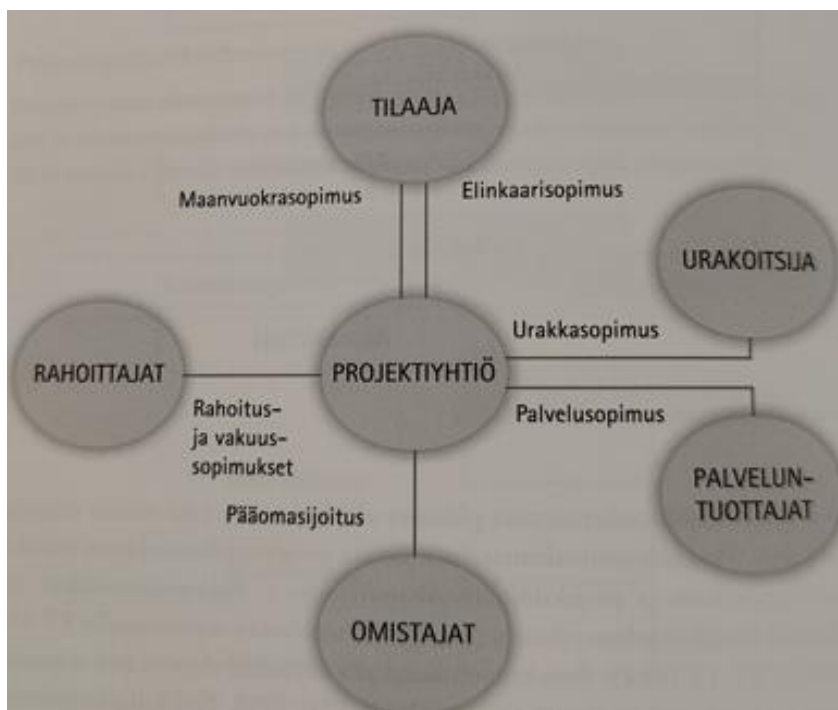 TILAAJA
Maanvuokrasopimus
Elinkaarisopimus
URAKOITSIJA
Urakkasopimus
RAHOITTAJAT
PROJEKTIYHTIÖ
Rahoitus-
ja vakuus-
sopimukset
Palvelusopimus
PALVELUN-
TUOTTAJAT
Pääomasijoitus
OMISTAJAT